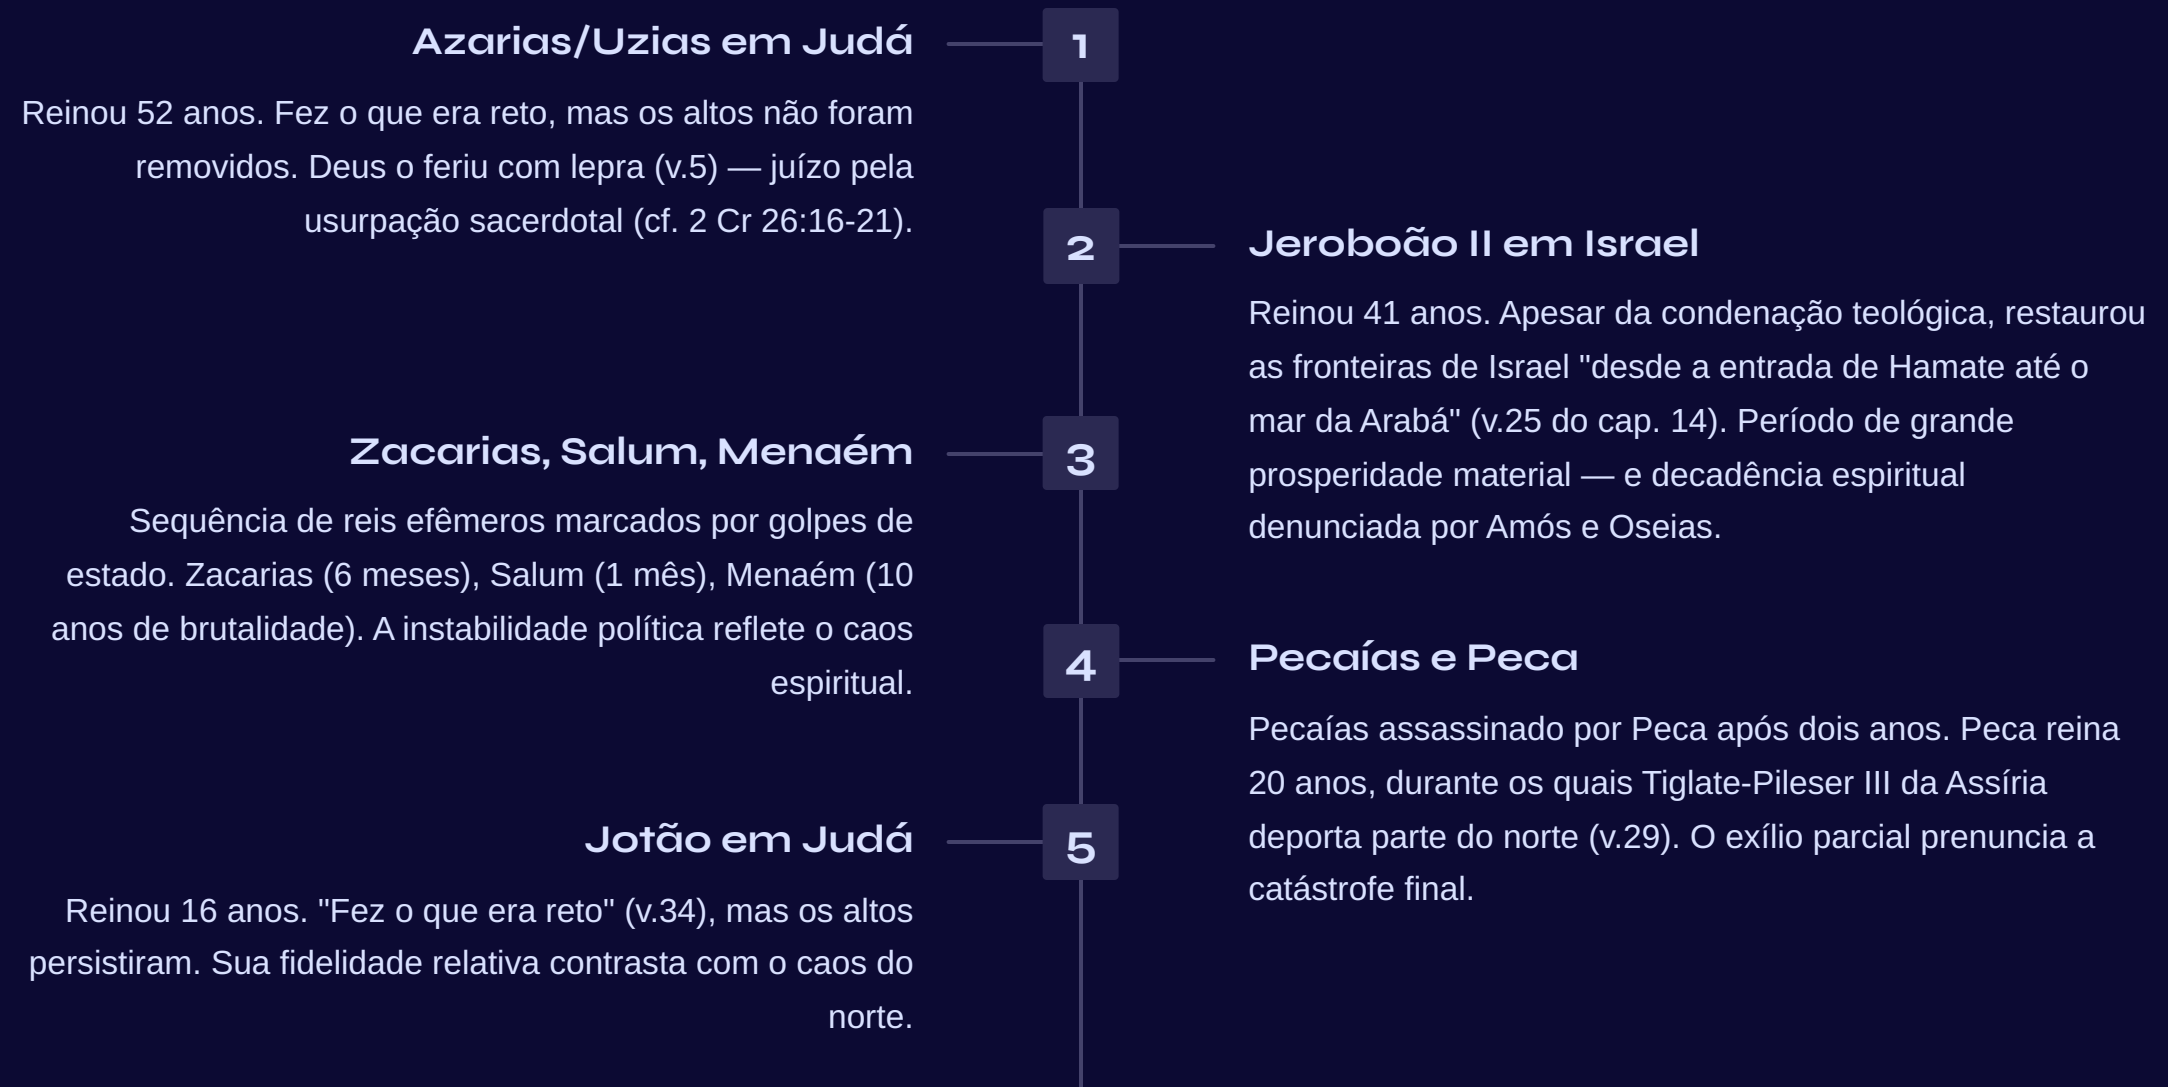 Azarias/Uzias em Judá
1
Reinou 52 anos. Fez o que era reto, mas os altos não foram
removidos. Deus o feriu com lepra (v.5) — juízo pela
usurpação sacerdotal (cf. 2 Cr 26:16-21).
2
Jeroboão II em Israel
Reinou 41 anos. Apesar da condenação teológica, restaurou
as fronteiras de Israel "desde a entrada de Hamate até o
mar da Arabá" (v.25 do cap. 14). Período de grande
prosperidade material — e decadência espiritual
denunciada por Amós e Oseias.
Zacarias, Salum, Menaém
3
Sequência de reis efêmeros marcados por golpes de
estado. Zacarias (6 meses), Salum (1 mês), Menaém (10
anos de brutalidade). A instabilidade política reflete o caos
espiritual.
4
Pecaías e Peca
Pecaías assassinado por Peca após dois anos. Peca reina
20 anos, durante os quais Tiglate-Pileser III da Assíria
deporta parte do norte (v.29). O exílio parcial prenuncia a
catástrofe final.
Jotão em Judá
5
Reinou 16 anos. "Fez o que era reto" (v.34), mas os altos
persistiram. Sua fidelidade relativa contrasta com o caos do
norte.